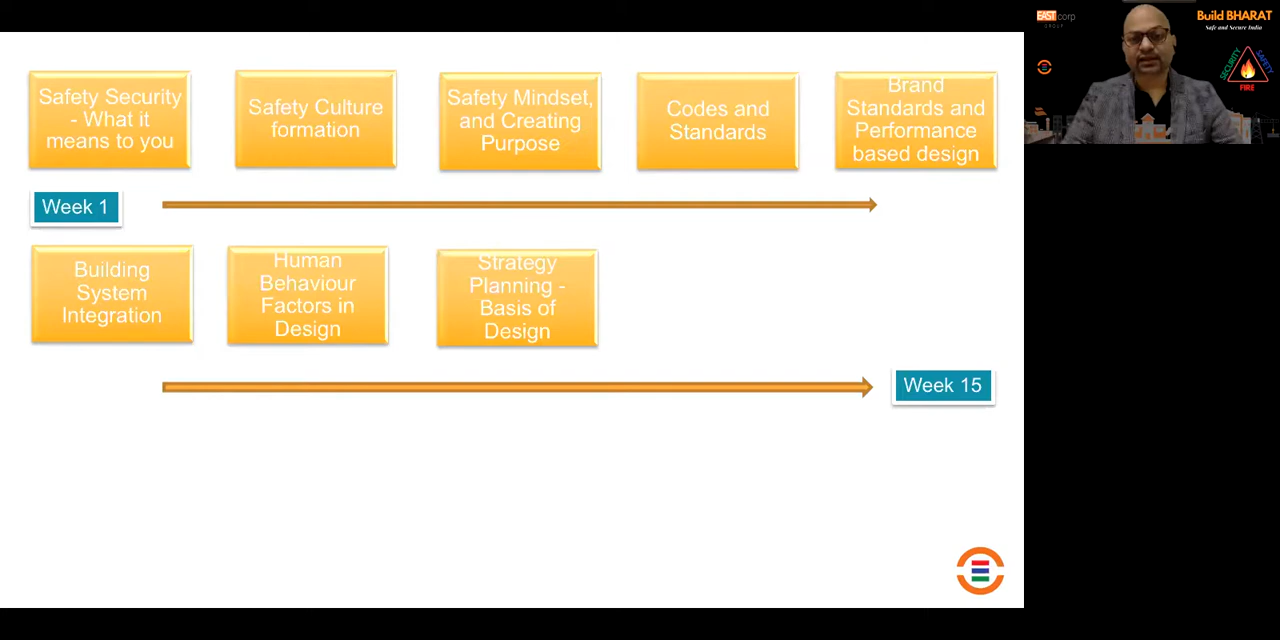 Safety Security
- What it
means to you
Safety Culture
formation
Safety Mindset,
and Creating
Purpose
Codes and
Standards
Brand
Standards and
Performance
based design
Week 1
Building
System
Integration
Human
Behaviour
Factors in
Design
Strategy
Planning -
Basis of
Design
Week 15
EAST corp
GROUP
Build BHARAT
Safe and Secure India
SECURITY
SAFETY
FIRE